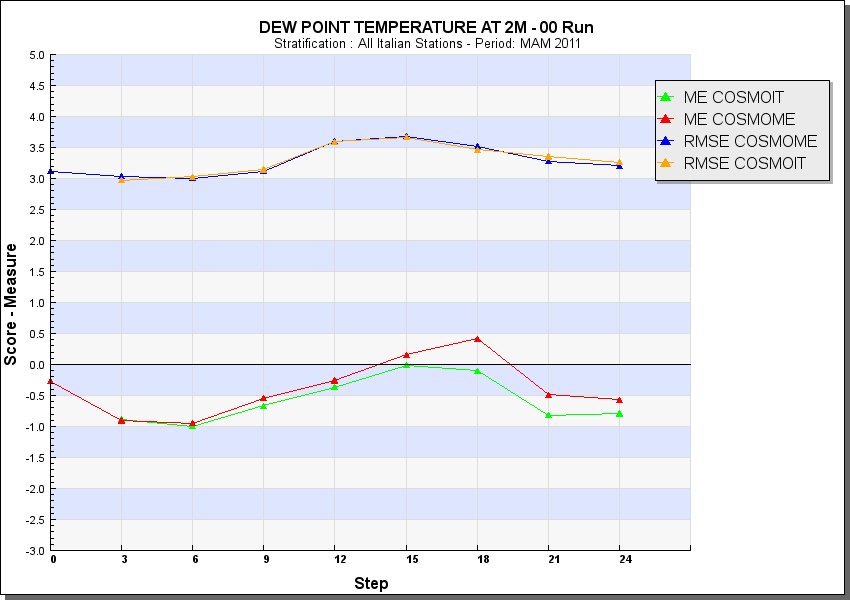 DEW POINT TEMPERATURE AT 2M - 00 Run
Stratification : All Italian Stations - Period: MAM 2011
ME COSMOIT
ME COSMOME
RMSE COSMOME
RMSE COSMOIT
Score - Measure
5.0
4.5
4.0
3.5
3.0
2.5
2.0
1.5
1.0
0.5
0.0
-0.5
-1.0
-1.5
-2.0
-2.5
-3.0
0 3 6 9 12 15 18 21 24
Step